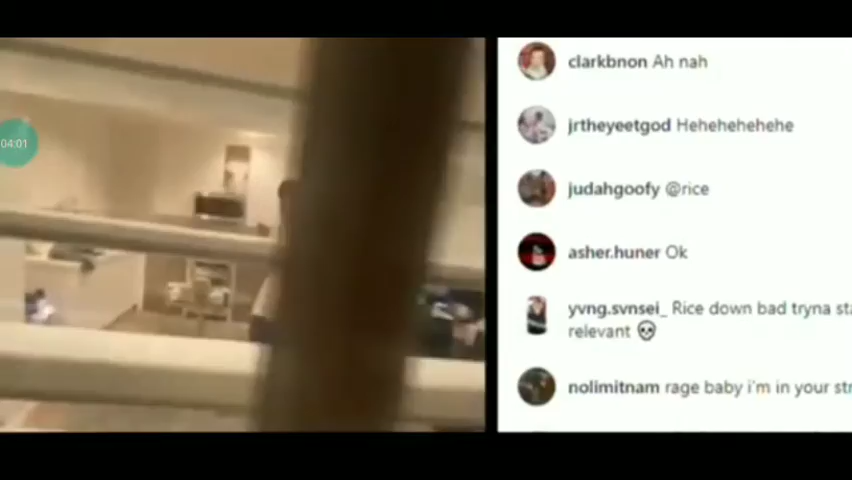 04:01
clarkbnon Ah nah
jrtheyeetgod Hehehehehehe
judahgoofy @rice
asher.huner Ok
yvng.svnsei_ Rice down bad tryna sta
relevant 💀
nolimitnam rage baby i'm in your str